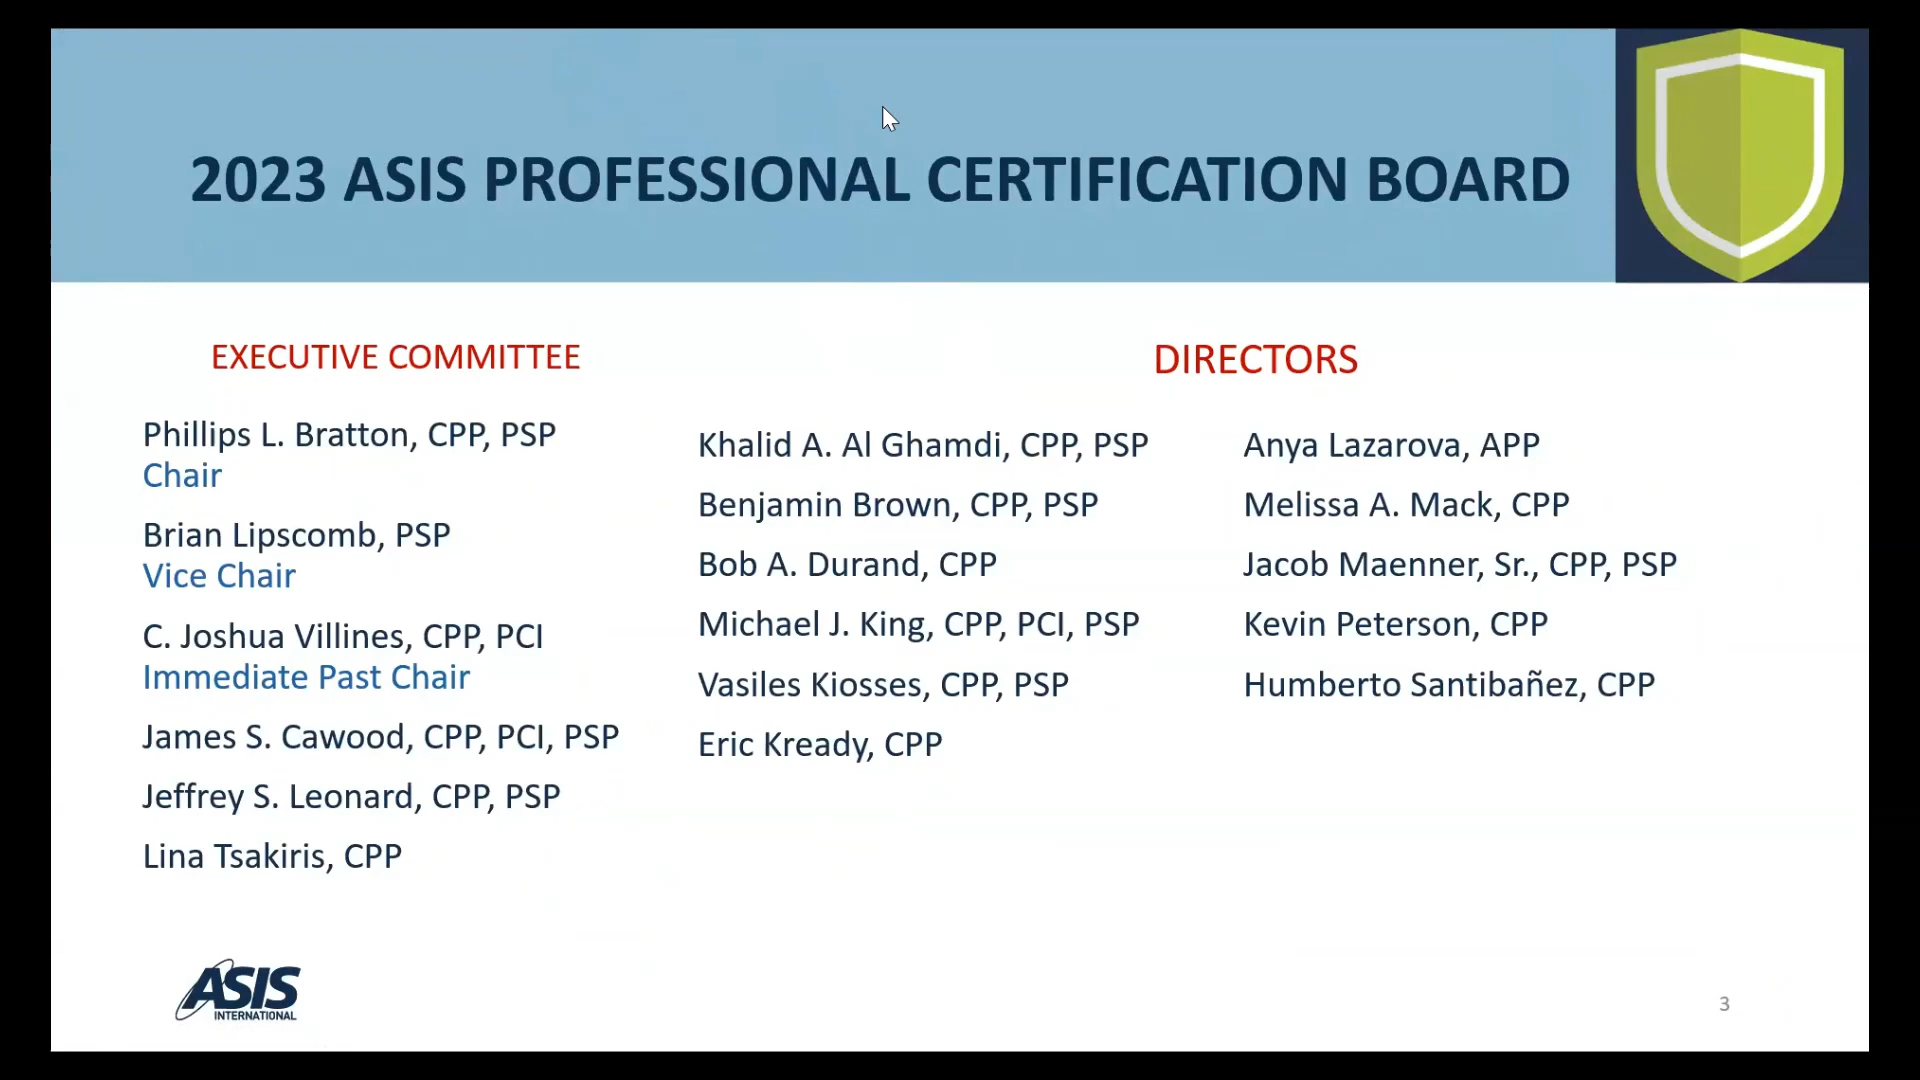 2023 ASIS PROFESSIONAL CERTIFICATION BOARD
EXECUTIVE COMMITTEE
Phillips L. Bratton, CPP, PSP
Chair
Brian Lipscomb, PSP
Vice Chair
C. Joshua Villines, CPP, PCI
Immediate Past Chair
James S. Cawood, CPP, PCI, PSP
Jeffrey S. Leonard, CPP, PSP
Lina Tsakiris, CPP
DIRECTORS
Khalid A. Al Ghamdi, CPP, PSP
Benjamin Brown, CPP, PSP
Bob A. Durand, CPP
Michael J. King, CPP, PCI, PSP
Vasiles Kiosses, CPP, PSP
Eric Kready, CPP
Anya Lazarova, APP
Melissa A. Mack, CPP
Jacob Maenner, Sr., CPP, PSP
Kevin Peterson, CPP
Humberto Santibañez, CPP
ASIS
INTERNATIONAL
3